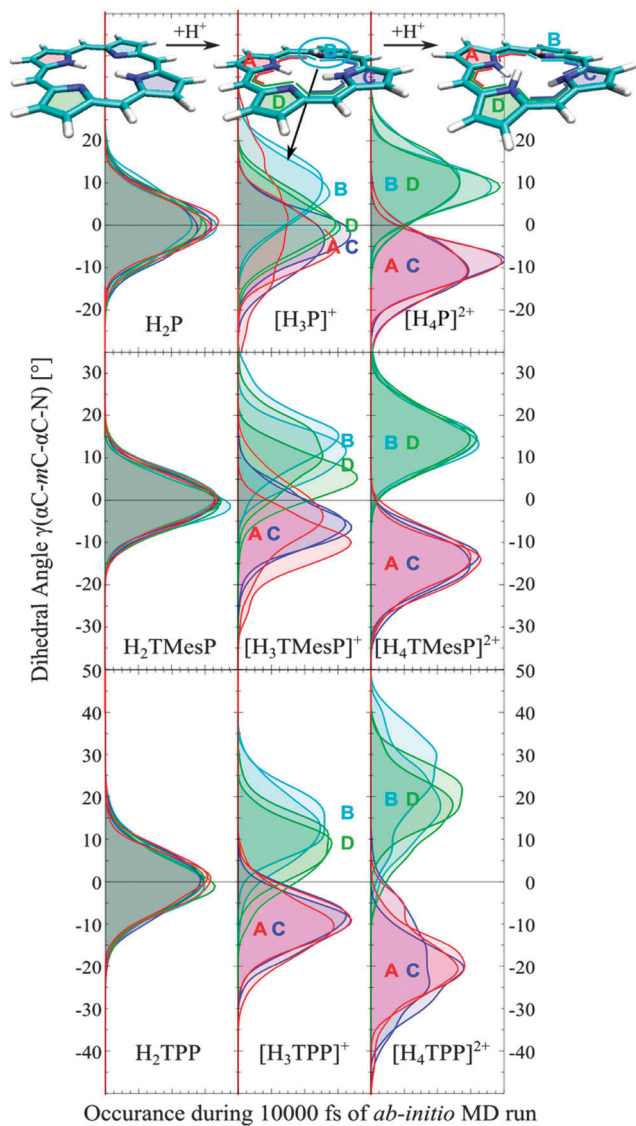 +H⁺ +H⁺
A B C D
A B C D
20 20
10 B B D 10
0 D 0
-10 A C A C -10
-20 -20
H₂P [H₃P]⁺ [H₄P]²⁺
Dihedral Angle γ(αC-mC-αC-N) [°]
30 30
20 20
10 B D B D 10
0 0
-10 A C A C -10
-20 -20
-30 -30
H₂TMesP [H₃TMesP]⁺ [H₄TMesP]²⁺
50 50
40 40
30 30
20 B B D 20
10 D 10
0 0
-10 A C -10
-20 A C -20
-30 -30
-40 -40
H₂TPP [H₃TPP]⁺ [H₄TPP]²⁺
Occurance during 10000 fs of ab-initio MD run